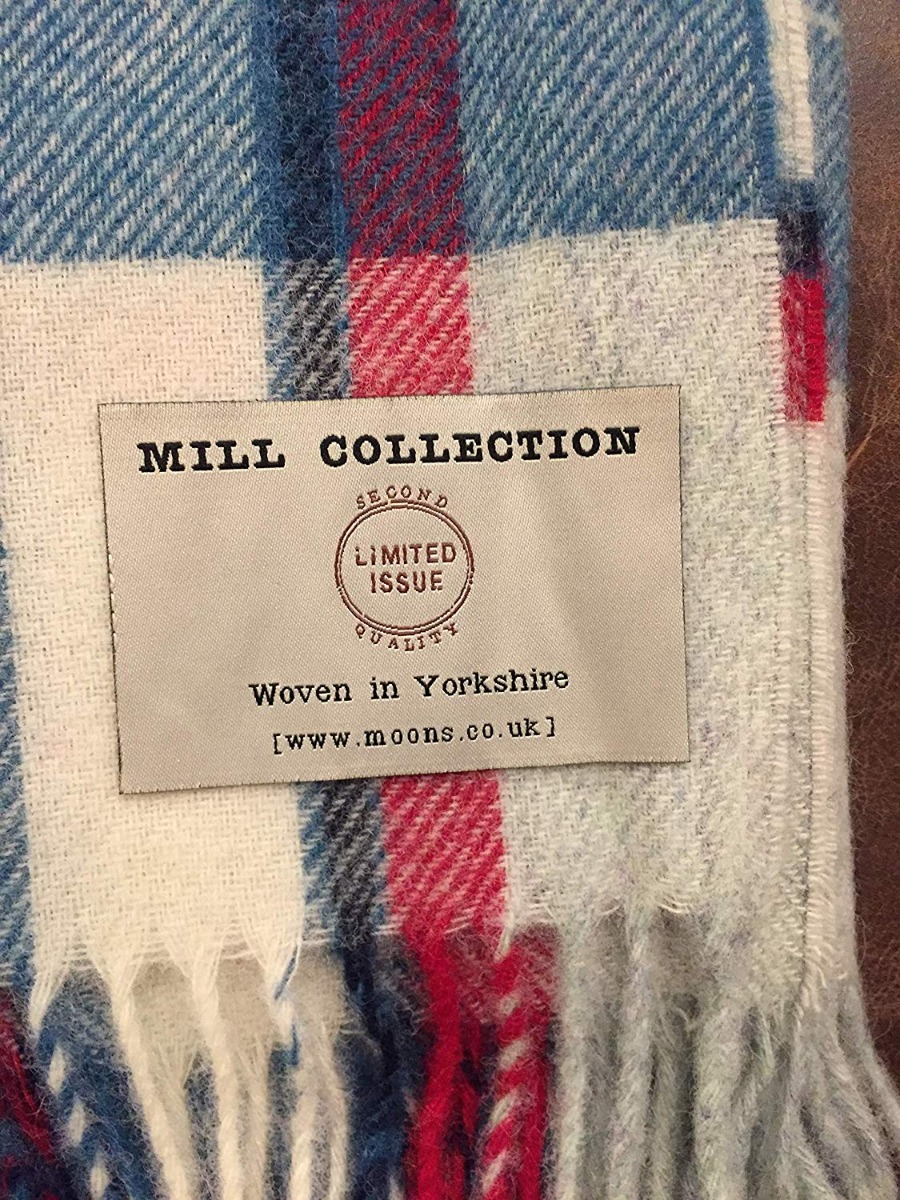 MILL COLLECTION
SECOND
LIMITED
ISSUE
QUALITY
Woven in Yorkshire
[www.moons.co.uk]